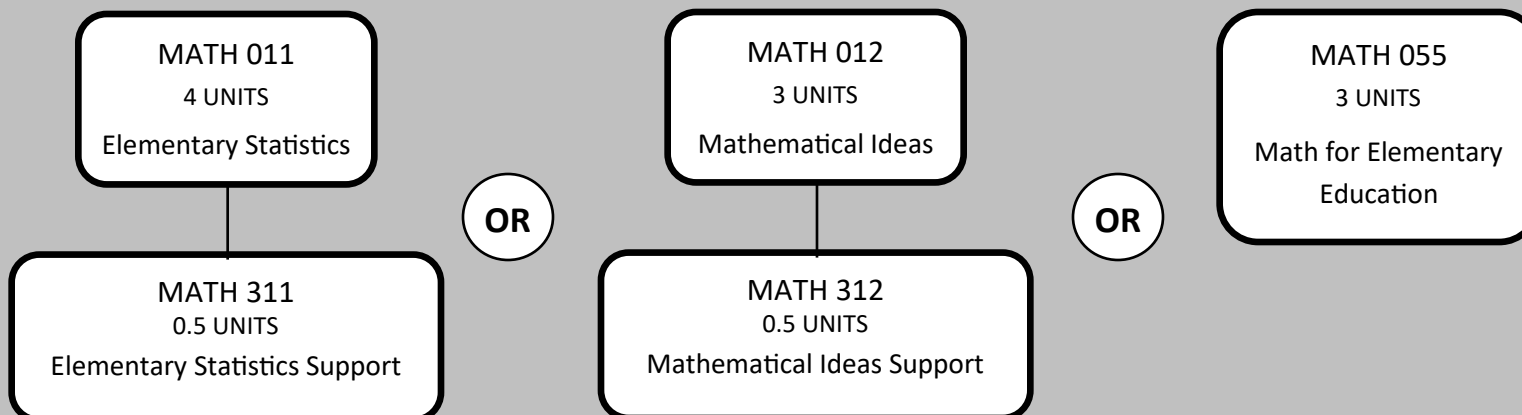 MATH 011
4 UNITS
Elementary Statistics
MATH 311
0.5 UNITS
Elementary Statistics Support
OR
MATH 012
3 UNITS
Mathematical Ideas
MATH 312
0.5 UNITS
Mathematical Ideas Support
OR
MATH 055
3 UNITS
Math for Elementary
Education